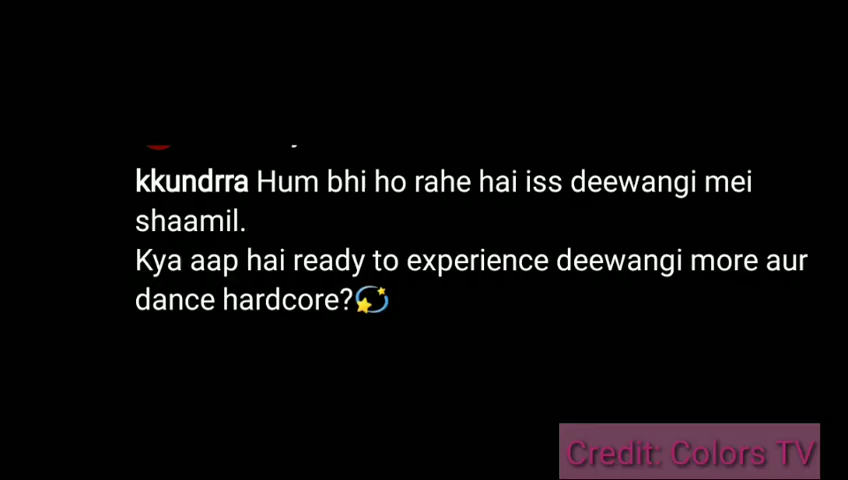 kkundrra Hum bhi ho rahe hai iss deewangi mei
shaamil.
Kya aap hai ready to experience deewangi more aur
dance hardcore?💫
Credit: Colors TV